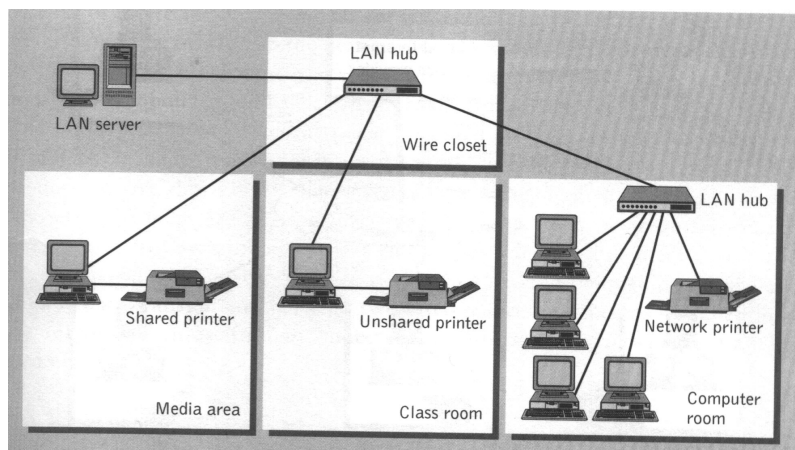 LAN hub
LAN server
Wire closet
LAN hub
Shared printer
Unshared printer
Network printer
Media area
Class room
Computer
room